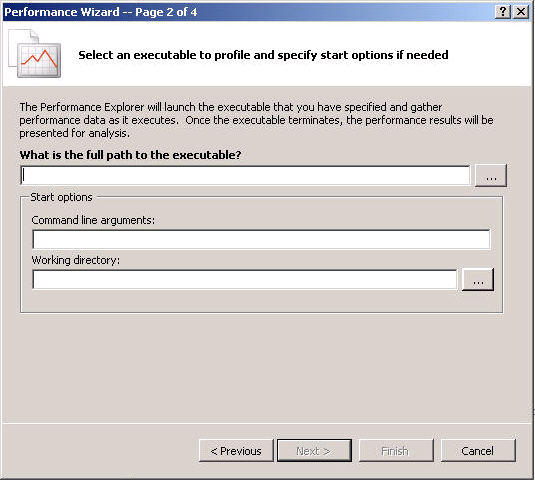 Performance Wizard -- Page 2 of 4
Select an executable to profile and specify start options if needed
The Performance Explorer will launch the executable that you have specified and gather
performance data as it executes.  Once the executable terminates, the performance results will be
presented for analysis.
What is the full path to the executable?
...
Start options
Command line arguments:
Working directory:
...
< Previous
Next >
Finish
Cancel